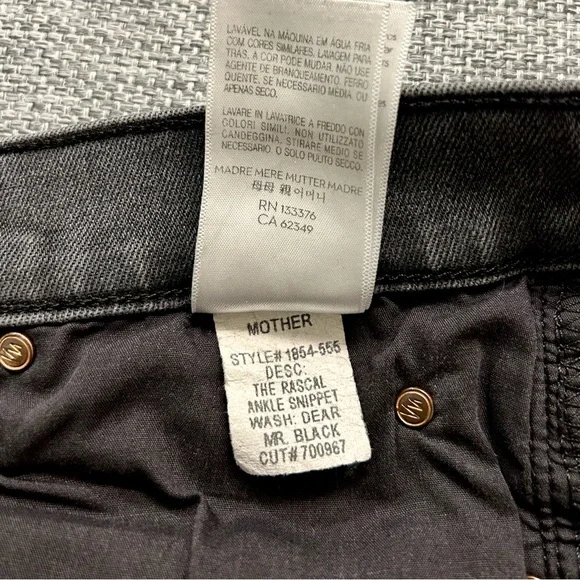 LAVÁVEL NA MÁQUINA EM ÁGUA FRIA
COM CORES SIMILARES. LAVAGEM PARA
TRÁS, A COR PODE MUDAR. NÃO USE
AGENTE DE BRANQUEAMENTO. FERRO
QUENTE, SE NECESSARIO MEDIA, OU
APENAS SECO.
LAVARE IN LAVATRICE A FREDDO CON
COLORI SIMILI. NON UTILIZZATO
CANDEGGINA. STIRARE MEDIO SE
NECESSARIO O SOLO PULITO SECCO.
MADRE MERE MUTTER MADRE
母母 親 어머니
RN 133376
CA 62349
MOTHER
STYLE# 1854-555
DESC:
THE RASCAL
ANKLE SNIPPET
WASH: DEAR
MR. BLACK
CUT# 700967